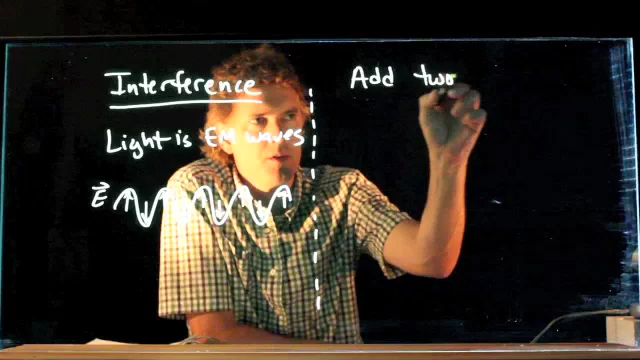 Interference
Light is EM waves
E⃗
Add two